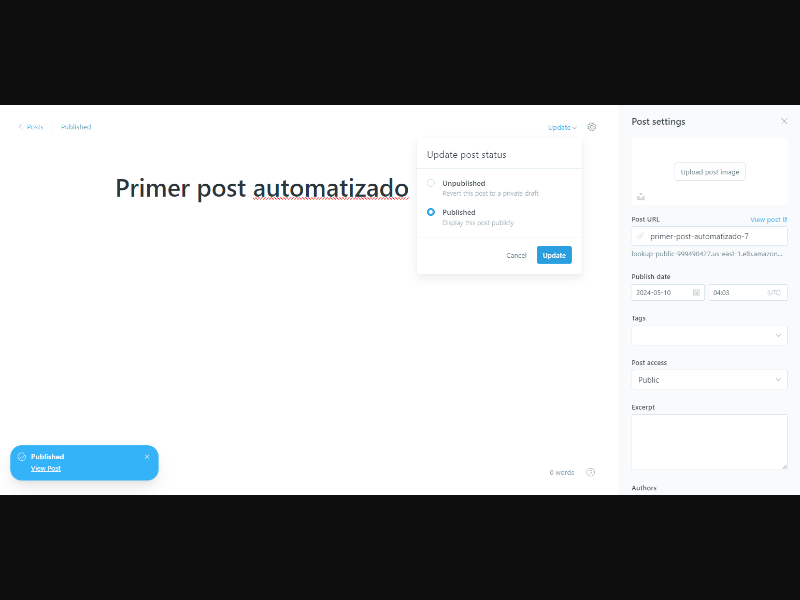 Posts
Published
Update
Primer post automatizado
Update post status
Unpublished
Revert this post to a private draft
Published
Display this post publicly
Cancel
Update
Published
View Post
0 words
?
Post settings
Upload post image
Post URL
View post
primer-post-automatizado-7
lookup-public-999490427.us-east-1.elb.amazon...
Publish date
2024-05-10
04:03
(UTC)
Tags
Post access
Public
Excerpt
Authors